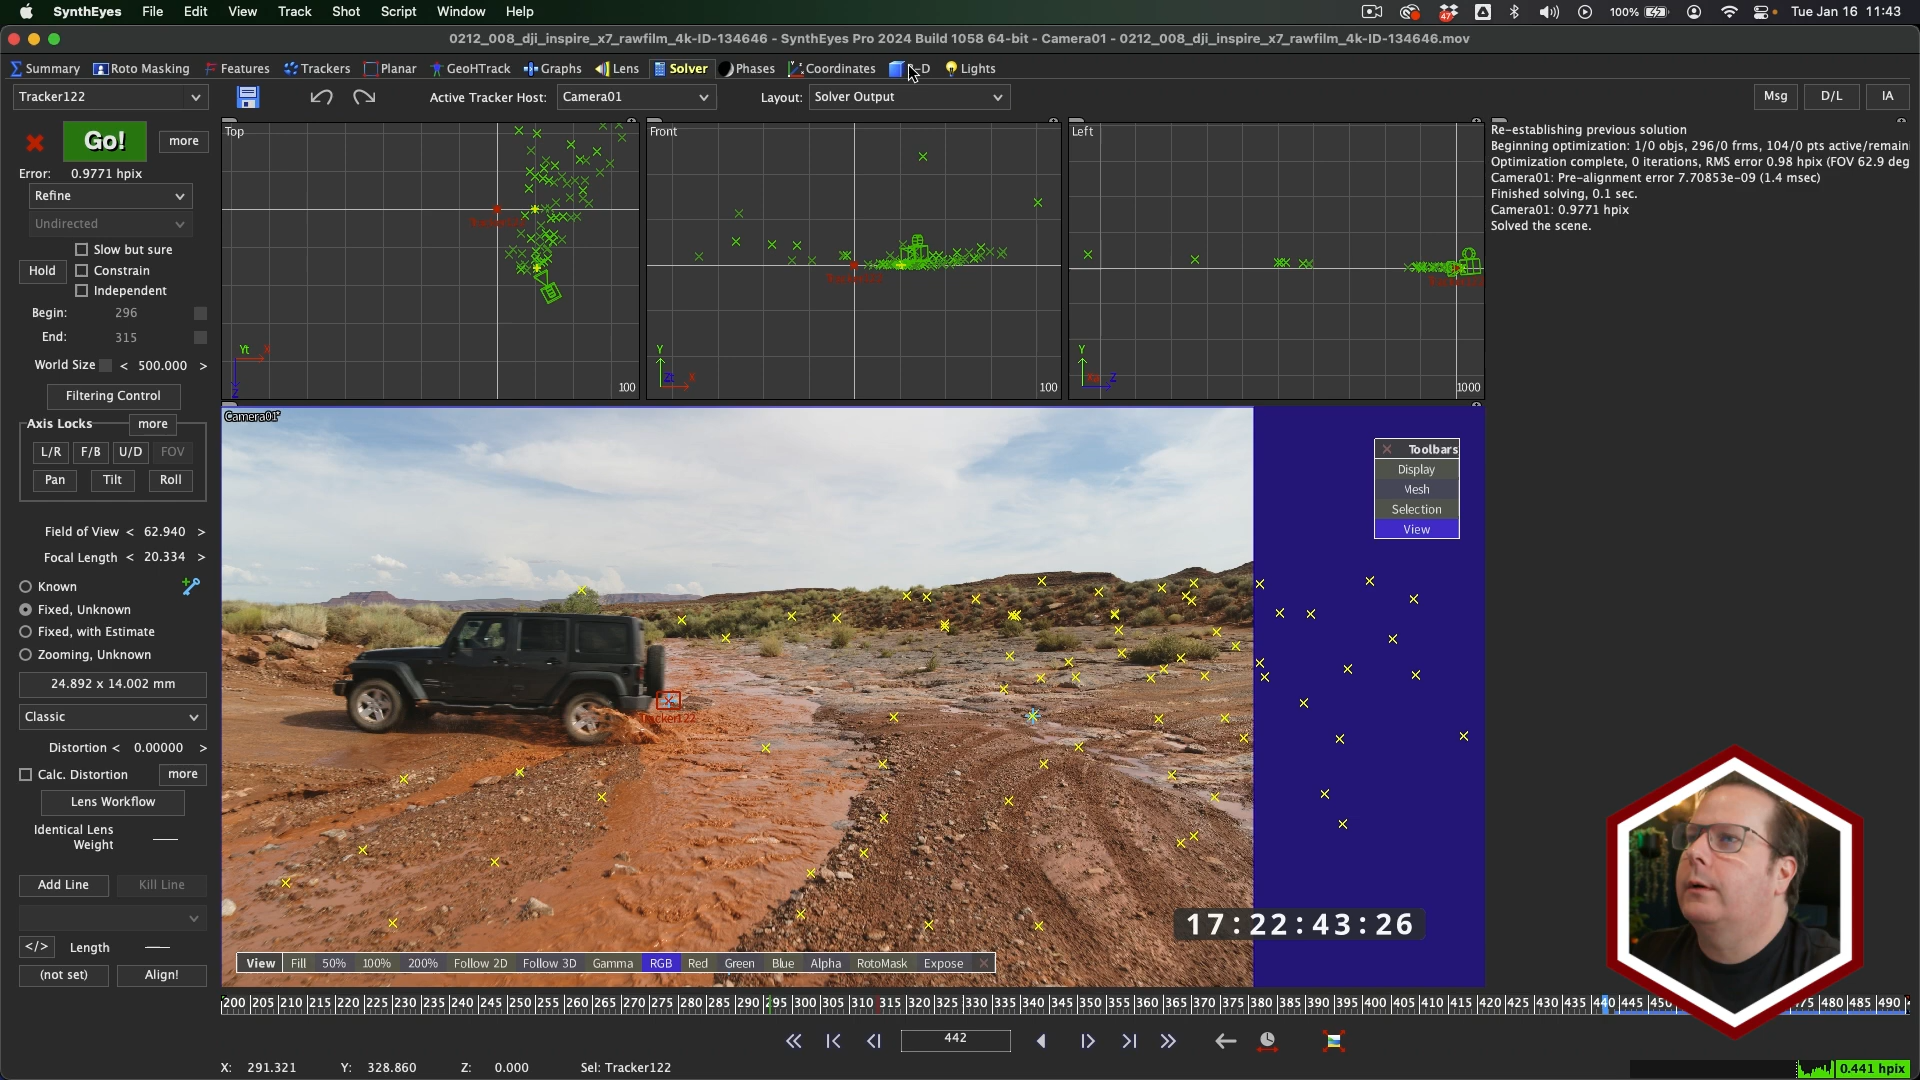 SynthEyes File Edit View Track Shot Script Window Help
47 100% Tue Jan 16 11:43
0212_008_dji_inspire_x7_rawfilm_4k-ID-134646 - SynthEyes Pro 2024 Build 1058 64-bit - Camera01 - 0212_008_dji_inspire_x7_rawfilm_4k-ID-134646.mov
Summary Roto Masking Features Trackers Planar GeoHTrack Graphs Lens Solver Phases Coordinates 3-D Lights
Tracker122 Active Tracker Host: Camera01 Layout: Solver Output Msg D/L IA
Go! more
Error: 0.9771 hpix
Refine
Undirected
Slow but sure
Hold Constrain
Independent
Begin: 296
End: 315
World Size < 500.000 >
Filtering Control
Axis Locks more
L/R F/B U/D FOV
Pan Tilt Roll
Field of View < 62.940 >
Focal Length < 20.334 >
Known
Fixed, Unknown
Fixed, with Estimate
Zooming, Unknown
24.892 x 14.002 mm
Classic
Distortion < 0.00000 >
Calc. Distortion more
Lens Workflow
Identical Lens
Weight
Add Line Kill Line
</> Length
(not set) Align!
Top
Yt X
Z
100
Front
Y
Zt X
100
Left
Y
Z
1000
Re-establishing previous solution
Beginning optimization: 1/0 objs, 296/0 frms, 104/0 pts active/remain
Optimization complete, 0 iterations, RMS error 0.98 hpix (FOV 62.9 deg
Camera01: Pre-alignment error 7.70853e-09 (1.4 msec)
Finished solving, 0.1 sec.
Camera01: 0.9771 hpix
Solved the scene.
Camera01*
Toolbars
Display
Mesh
Selection
View
Tracker122
17:22:43:26
View Fill 50% 100% 200% Follow 2D Follow 3D Gamma RGB Red Green Blue Alpha RotoMask Expose
200 205 210 215 220 225 230 235 240 245 250 255 260 265 270 275 280 285 290 295 300 305 310 315 320 325 330 335 340 345 350 355 360 365 370 375 380 385 390 395 400 405 410 415 420 425 430 435 440 445 450 475 480 485 490
442
X: 291.321 Y: 328.860 Z: 0.000 Sel: Tracker122
0.441 hpix